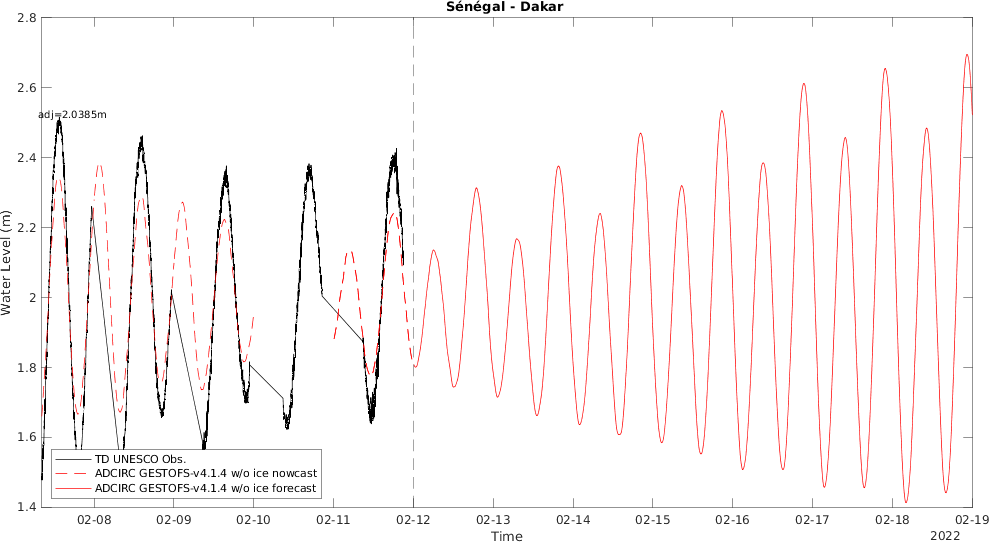 Sénégal - Dakar
2.8
2.6
2.4
2.2
2
1.8
1.6
1.4
Water Level (m)
adj=2.0385m
TD UNESCO Obs.
ADCIRC GESTOFS-v4.1.4 w/o ice nowcast
ADCIRC GESTOFS-v4.1.4 w/o ice forecast
02-08 02-09 02-10 02-11 02-12 02-13 02-14 02-15 02-16 02-17 02-18 02-19
Time
2022